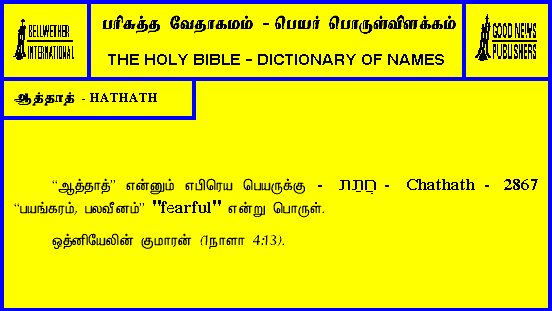 BELLWETHER
INTERNATIONAL
பரிசுத்த வேதாகமம் - பெயர் பொருள்விளக்கம்
THE HOLY BIBLE - DICTIONARY OF NAMES
GOOD NEWS
PUBLISHERS
ஆத்தாத் - HATHATH
“ஆத்தாத்” என்னும் எபிரெய பெயருக்கு - חֲתַת - Chathath - 2867
“பயங்கரம், பலவீனம்” "fearful" என்று பொருள்.
ஒத்னியேலின் குமாரன் (1நாளா 4:13).